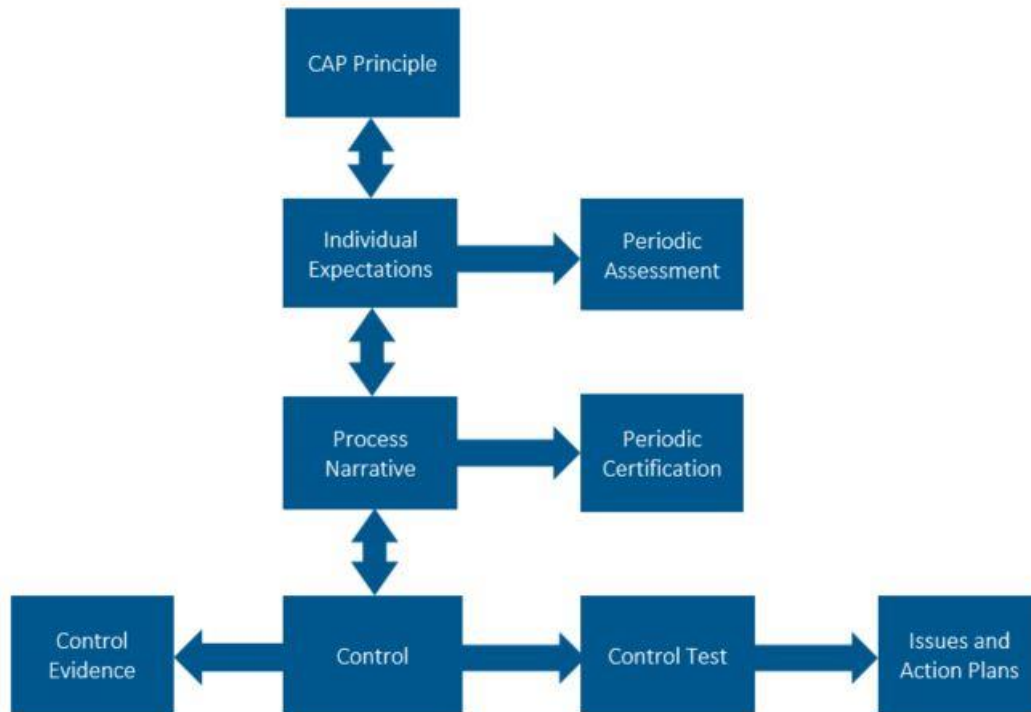 CAP Principle
Individual
Expectations
Periodic
Assessment
Process
Narrative
Periodic
Certification
Control
Evidence
Control
Control Test
Issues and
Action Plans